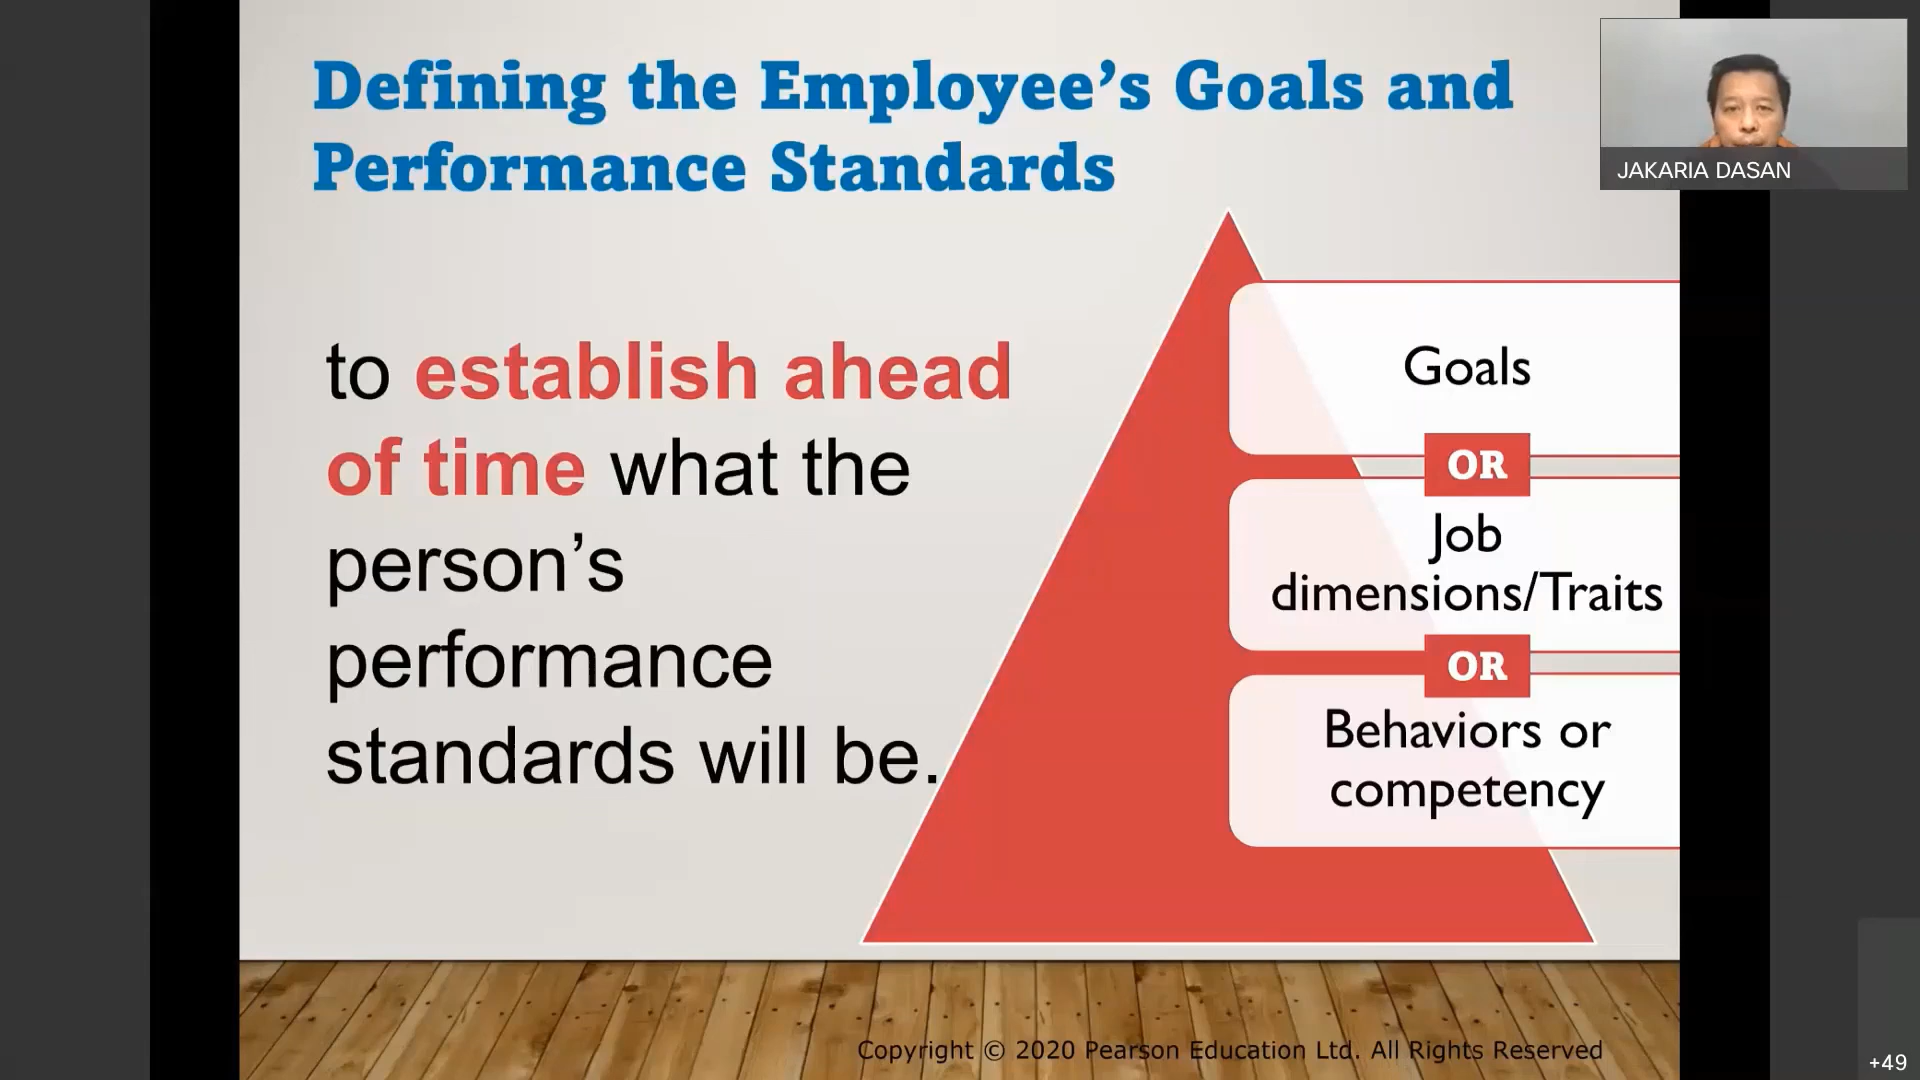 Defining the Employee’s Goals and
Performance Standards
JAKARIA DASAN
to establish ahead
of time what the
person’s
performance
standards will be.
Goals
OR
Job
dimensions/Traits
OR
Behaviors or
competency
Copyright © 2020 Pearson Education Ltd. All Rights Reserved
+49